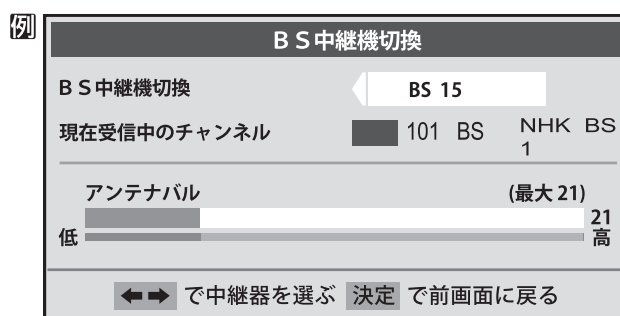 例
ＢＳ中継機切換
ＢＳ中継機切換 BS 15
現在受信中のチャンネル 101 BS NHK BS 1
アンテナバル (最大 21)
21
低 高
⬅➡ で中継器を選ぶ 決定 で前画面に戻る